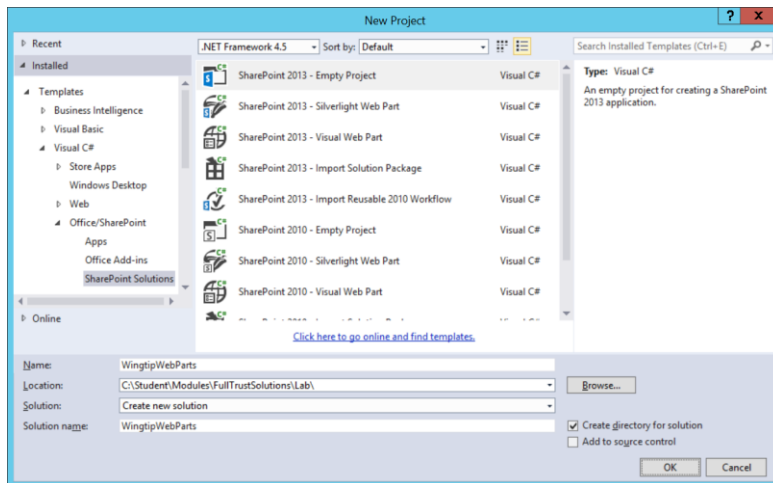 New Project
Recent
Installed
Templates
Business Intelligence
Visual Basic
Visual C#
Store Apps
Windows Desktop
Web
Office/SharePoint
Apps
Office Add-ins
SharePoint Solutions
Online
.NET Framework 4.5
Sort by: Default
SharePoint 2013 - Empty Project Visual C#
SharePoint 2013 - Silverlight Web Part Visual C#
SharePoint 2013 - Visual Web Part Visual C#
SharePoint 2013 - Import Solution Package Visual C#
SharePoint 2013 - Import Reusable 2010 Workflow Visual C#
SharePoint 2010 - Empty Project Visual C#
SharePoint 2010 - Silverlight Web Part Visual C#
SharePoint 2010 - Visual Web Part Visual C#
Click here to go online and find templates.
Search Installed Templates (Ctrl+E)
Type: Visual C#
An empty project for creating a SharePoint
2013 application.
Name: WingtipWebParts
Location: C:\Student\Modules\FullTrustSolutions\Lab\
Browse...
Solution: Create new solution
Solution name: WingtipWebParts
Create directory for solution
Add to source control
OK Cancel